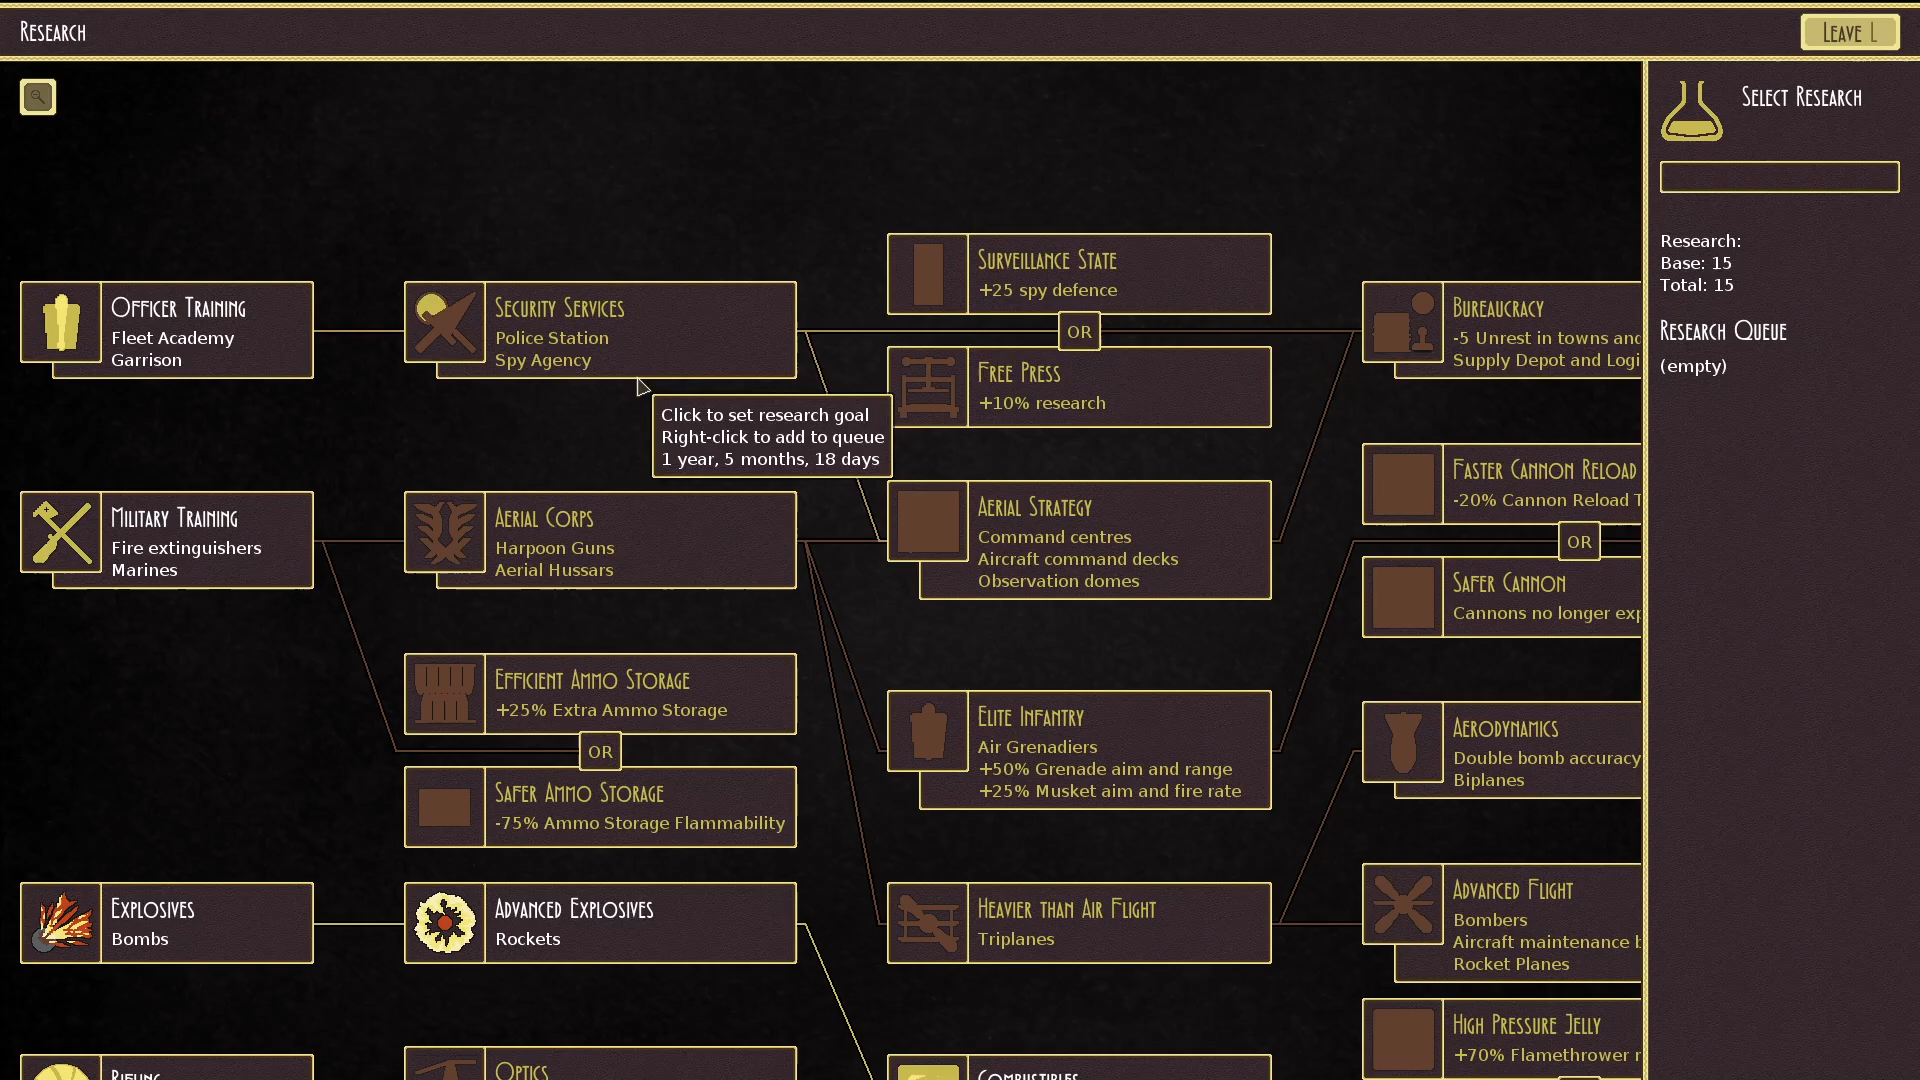 Research
Leave L
Select Research
Research:
Base: 15
Total: 15
Research Queue
(empty)
Officer Training
Fleet Academy
Garrison
Security Services
Police Station
Spy Agency
Surveillance State
+25 spy defence
OR
Free Press
+10% research
Bureaucracy
-5 Unrest in towns and
Supply Depot and Logi
Click to set research goal
Right-click to add to queue
1 year, 5 months, 18 days
Military Training
Fire extinguishers
Marines
Aerial Corps
Harpoon Guns
Aerial Hussars
Aerial Strategy
Command centres
Aircraft command decks
Observation domes
Faster Cannon Reload
-20% Cannon Reload T
OR
Safer Cannon
Cannons no longer exp
Efficient Ammo Storage
+25% Extra Ammo Storage
OR
Safer Ammo Storage
-75% Ammo Storage Flammability
Elite Infantry
Air Grenadiers
+50% Grenade aim and range
+25% Musket aim and fire rate
Aerodynamics
Double bomb accuracy
Biplanes
Explosives
Bombs
Advanced Explosives
Rockets
Heavier than Air Flight
Triplanes
Advanced Flight
Bombers
Aircraft maintenance b
Rocket Planes
High Pressure Jelly
+70% Flamethrower r
Rifling
Optics
Combustibles